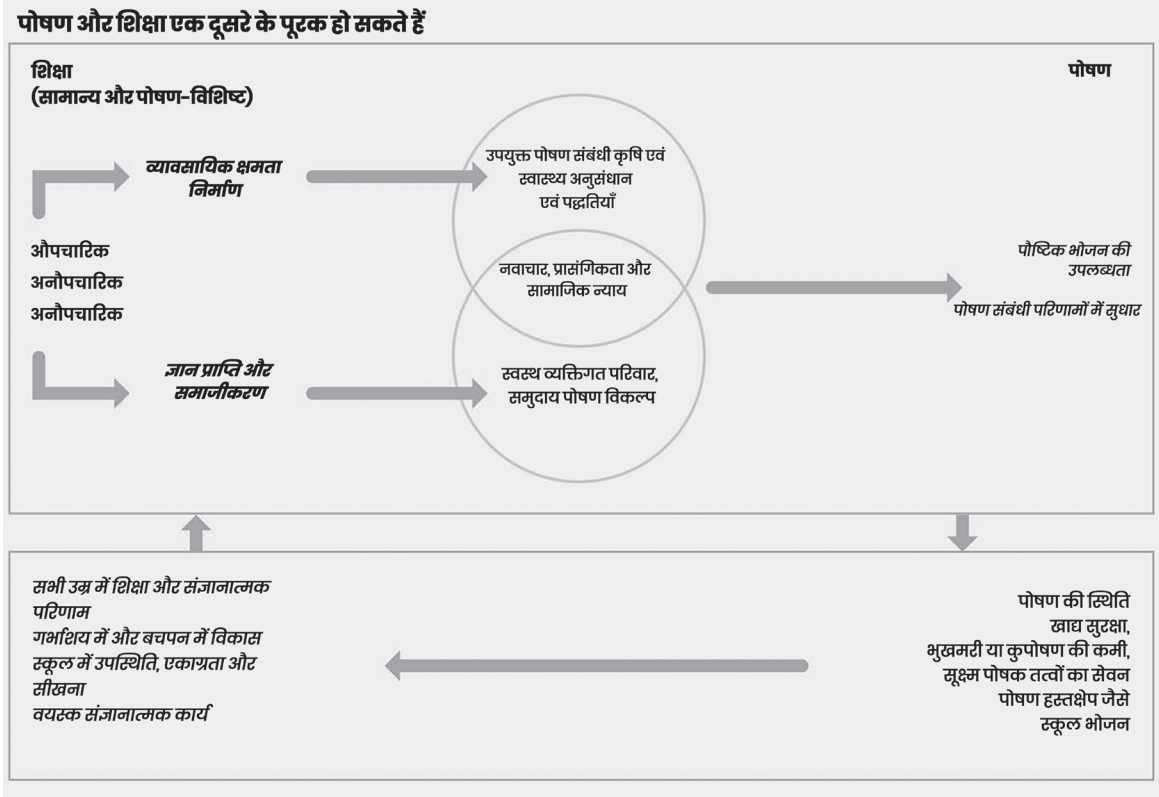 पोषण और शिक्षा एक दूसरे के पूरक हो सकते हैं
शिक्षा
(सामान्य और पोषण-विशिष्ट)
पोषण
व्यावसायिक क्षमता
निर्माण
उपयुक्त पोषण संबंधी कृषि एवं
स्वास्थ्य अनुसंधान
एवं पद्धतियाँ
औपचारिक
अनौपचारिक
अनौपचारिक
नवाचार, प्रासंगिकता और
सामाजिक न्याय
पौष्टिक भोजन की
उपलब्धता
पोषण संबंधी परिणामों में सुधार
ज्ञान प्राप्ति और
समाजीकरण
स्वस्थ व्यक्तिगत परिवार,
समुदाय पोषण विकल्प
सभी उम्र में शिक्षा और संज्ञानात्मक
परिणाम
गर्भाशय में और बचपन में विकास
स्कूल में उपस्थिति, एकाग्रता और
सीखना
वयस्क संज्ञानात्मक कार्य
पोषण की स्थिति
खाद्य सुरक्षा,
भुखमरी या कुपोषण की कमी,
सूक्ष्म पोषक तत्वों का सेवन
पोषण हस्तक्षेप जैसे
स्कूल भोजन